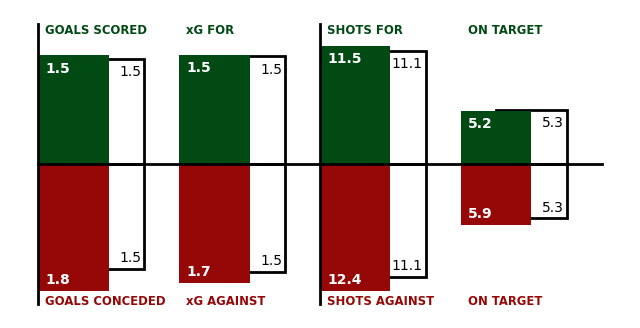 GOALS SCORED xG FOR SHOTS FOR ON TARGET
1.5 1.5 1.5 1.5 11.5 11.1 5.2 5.3
1.8 1.5 1.7 1.5 12.4 11.1 5.9 5.3
GOALS CONCEDED xG AGAINST SHOTS AGAINST ON TARGET